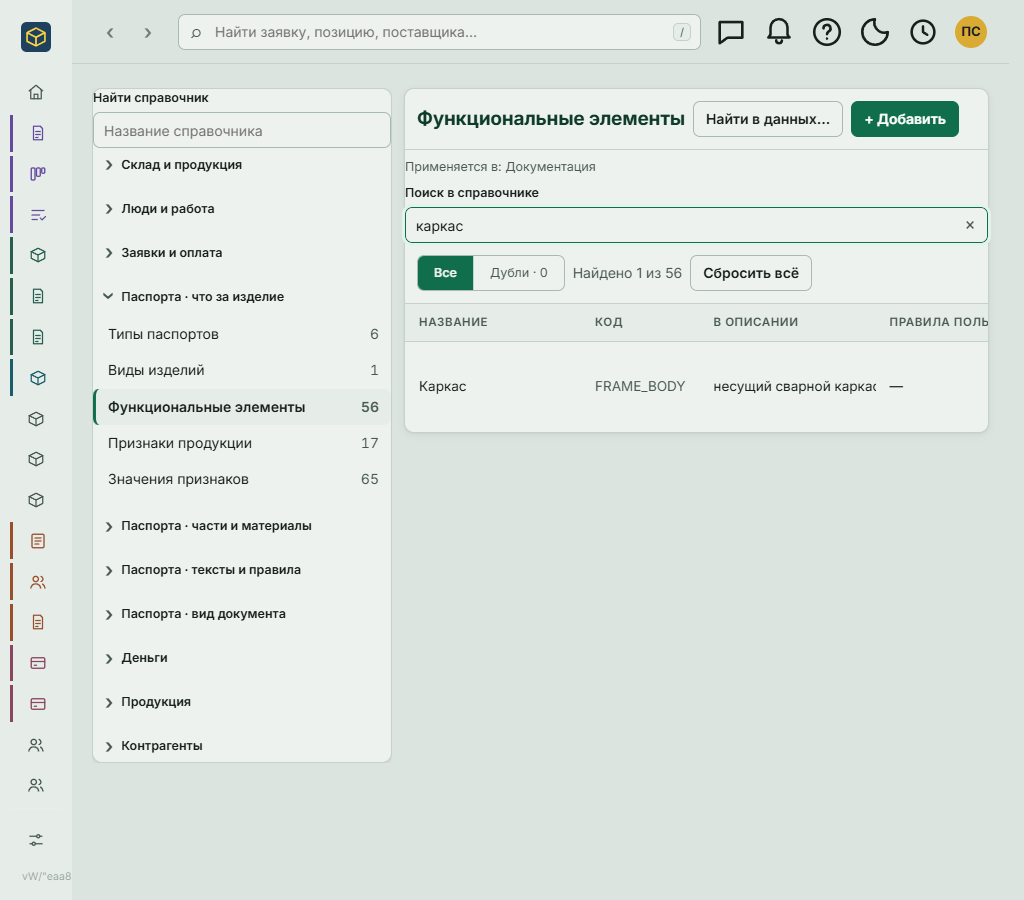 Найти заявку, позицию, поставщика...
/
ПС
Найти справочник
Название справочника
Склад и продукция
Люди и работа
Заявки и оплата
Паспорта · что за изделие
Типы паспортов 6
Виды изделий 1
Функциональные элементы 56
Признаки продукции 17
Значения признаков 65
Паспорта · части и материалы
Паспорта · тексты и правила
Паспорта · вид документа
Деньги
Продукция
Контрагенты
Функциональные элементы
Найти в данных...
+ Добавить
Применяется в: Документация
Поиск в справочнике
каркас ×
Все Дубли · 0 Найдено 1 из 56 Сбросить всё
НАЗВАНИЕ КОД В ОПИСАНИИ ПРАВИЛА ПОЛЬ
Каркас FRAME_BODY несущий сварной каркас —
vW/"eaa8